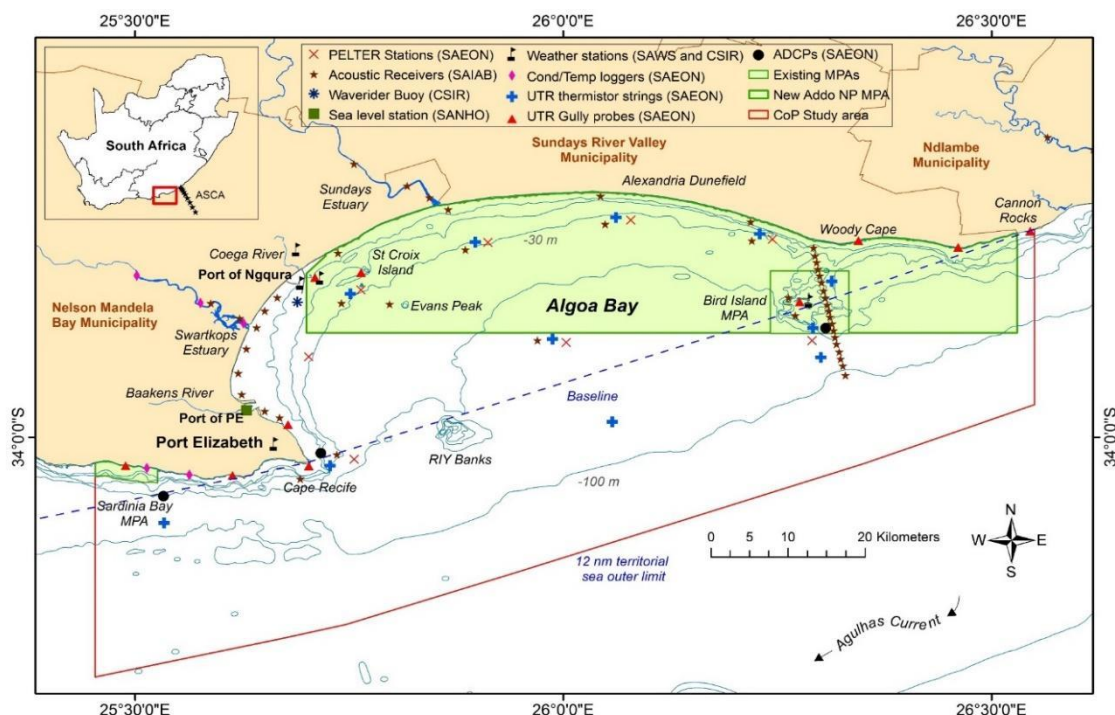 25°30'0"E
26°0'0"E
26°30'0"E
PELTER Stations (SAEON)
Acoustic Receivers (SAIAB)
Waverider Buoy (CSIR)
Sea level station (SANHO)
Weather stations (SAWS and CSIR)
Cond/Temp loggers (SAEON)
UTR thermistor strings (SAEON)
UTR Gully probes (SAEON)
ADCPs (SAEON)
Existing MPAs
New Addo NP MPA
CoP Study area
South Africa
ASCA
Sundays River Valley
Municipality
Ndlambe
Municipality
Sundays
Estuary
Alexandria Dunefield
Cannon
Rocks
Woody Cape
-30 m
Coega River
St Croix
Island
Port of Ngqura
Nelson Mandela
Bay Municipality
Evans Peak
Algoa Bay
Bird Island
MPA
Swartkops
Estuary
Baakens River
Port of PE
Baseline
34°0'0"S
34°0'0"S
Port Elizabeth
RIY Banks
Cape Recife
-100 m
Sardinia Bay
MPA
0 5 10 20 Kilometers
N
W E
S
12 nm territorial
sea outer limit
Agulhas Current
25°30'0"E
26°0'0"E
26°30'0"E